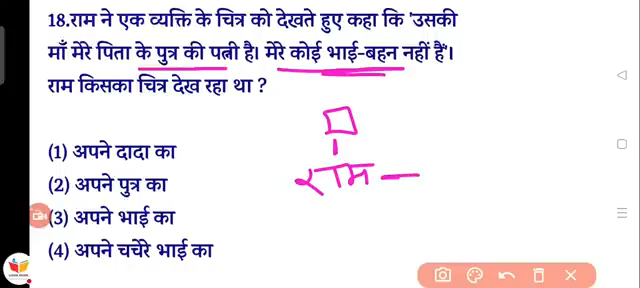 18.राम ने एक व्यक्ति के चित्र को देखते हुए कहा कि 'उसकी
माँ मेरे पिता के पुत्र की पत्नी है। मेरे कोई भाई-बहन नहीं हैं'।
राम किसका चित्र देख रहा था ?
(1) अपने दादा का
(2) अपने पुत्र का
(3) अपने भाई का
(4) अपने चचेरे भाई का
राम